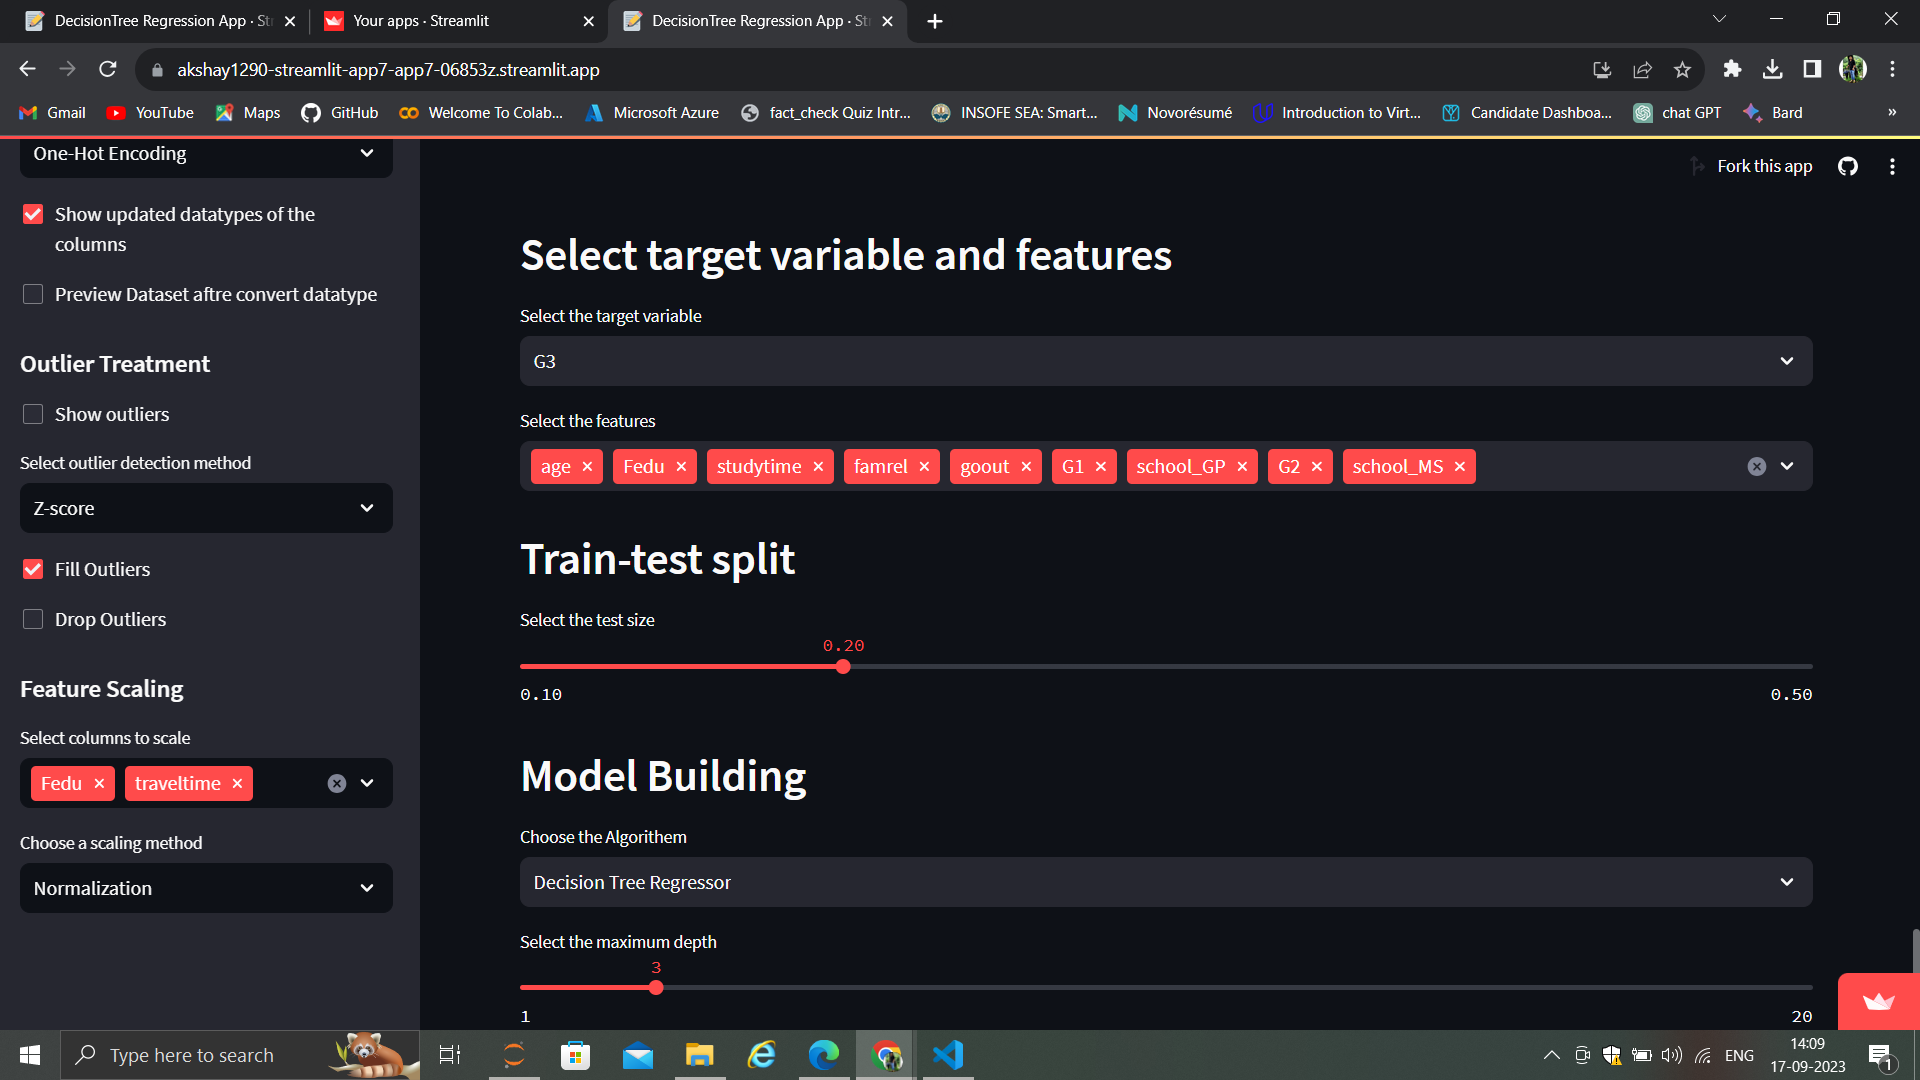 DecisionTree Regression App · St
Your apps · Streamlit
DecisionTree Regression App · St
akshay1290-streamlit-app7-app7-06853z.streamlit.app
Gmail
YouTube
Maps
GitHub
Welcome To Colab...
Microsoft Azure
fact_check Quiz Intr...
INSOFE SEA: Smart...
Novorésumé
Introduction to Virt...
Candidate Dashboa...
chat GPT
Bard
»
One-Hot Encoding
Show updated datatypes of the
columns
Preview Dataset aftre convert datatype
Outlier Treatment
Show outliers
Select outlier detection method
Z-score
Fill Outliers
Drop Outliers
Feature Scaling
Select columns to scale
Fedu
traveltime
Choose a scaling method
Normalization
Fork this app
Select target variable and features
Select the target variable
G3
Select the features
age
Fedu
studytime
famrel
goout
G1
school_GP
G2
school_MS
Train-test split
Select the test size
0.20
0.10
0.50
Model Building
Choose the Algorithem
Decision Tree Regressor
Select the maximum depth
3
1
20
Type here to search
ENG
14:09
17-09-2023
1